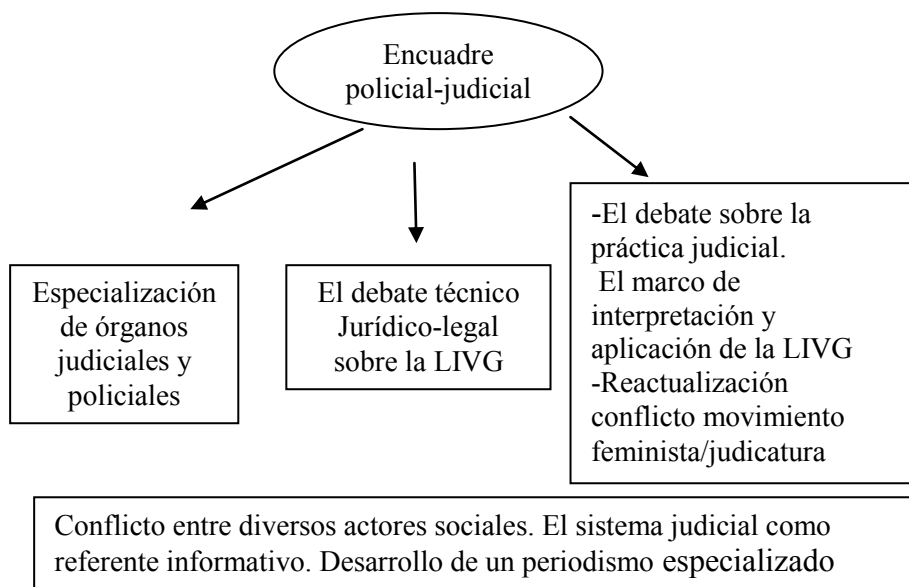 Encuadre
policial-judicial
Especialización
de órganos
judiciales y
policiales
El debate técnico
Jurídico-legal
sobre la LIVG
-El debate sobre la
práctica judicial.
El marco de
interpretación y
aplicación de la LIVG
-Reactualización
conflicto movimiento
feminista/judicatura
Conflicto entre diversos actores sociales. El sistema judicial como
referente informativo. Desarrollo de un periodismo especializado